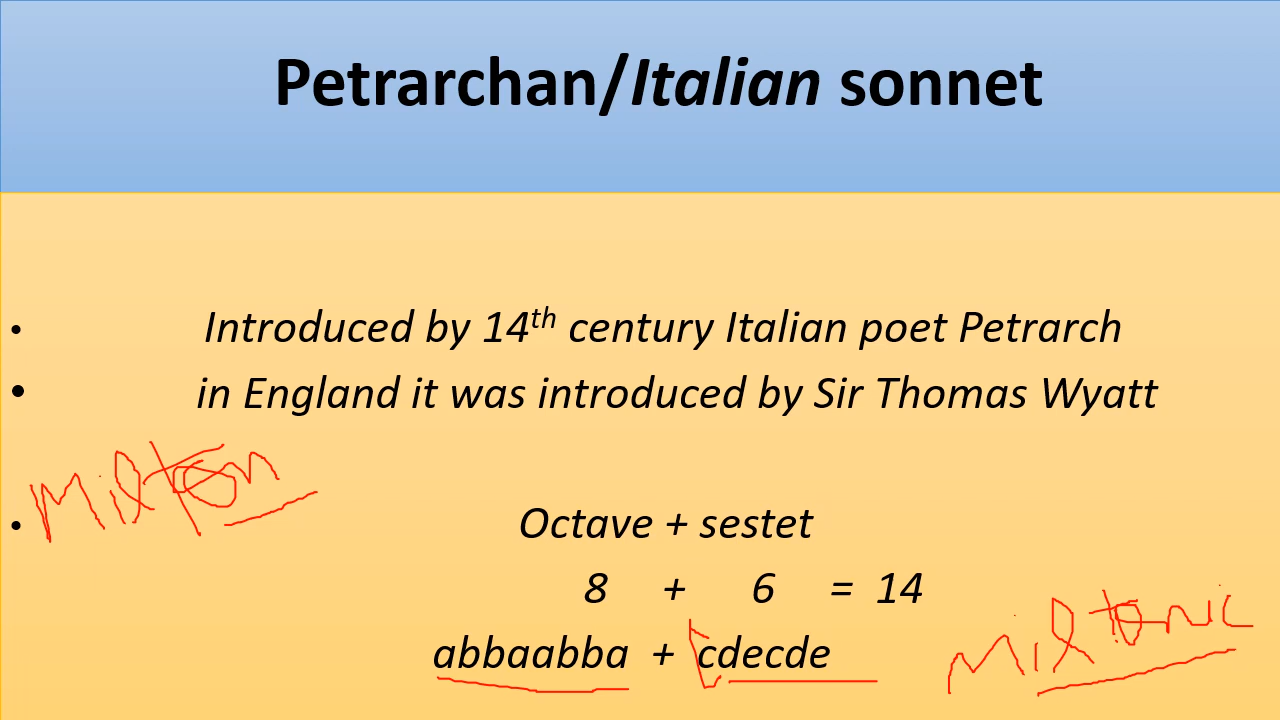 Petrarchan/Italian sonnet
• Introduced by 14th century Italian poet Petrarch
• in England it was introduced by Sir Thomas Wyatt
Milton
• Octave + sestet
8 + 6 = 14
abbaabba + cdecde
Miltonic